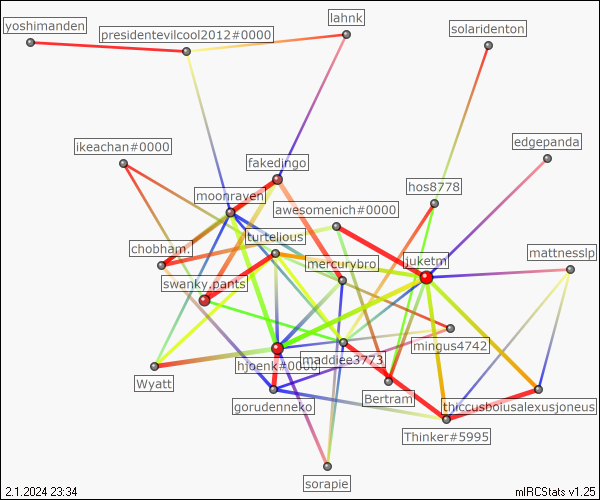 lahnk
yoshimanden
presidentevilcool2012#0000
solaridenton
ikeachan#0000
edgepanda
fakedingo
hos8778
moonraven
awesomenich#0000
turtelious
chobham.
mercurybro
juketm
mattnesslp
swanky.pants
mingus4742
hjoenk#0000
maddiee3773
Wyatt
Bertram
gorudenneko
thiccusboiusalexusjoneus
Thinker#5995
sorapie
2.1.2024 23:34
mIRCStats v1.25